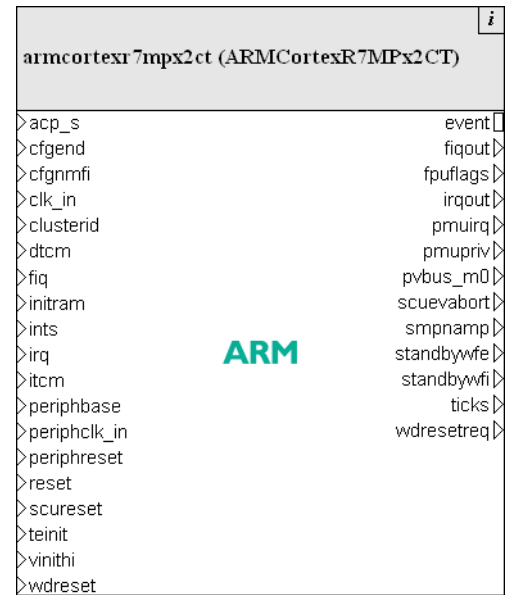 i
armcortexr7mpx2ct (ARMCortexR7MPx2CT)
acp_s event
cfgend fiqout
cfgnmfi fpuflags
clk_in irqout
clusterid pmuirq
dtcm pmupriv
fiq pvbus_m0
initram scuevabort
ints smpnamp
irq standbywfe
itcm standbywfi
periphbase ticks
periphclk_in wdresetreq
periphreset
reset
scureset
teinit
vinithi
wdreset
ARM